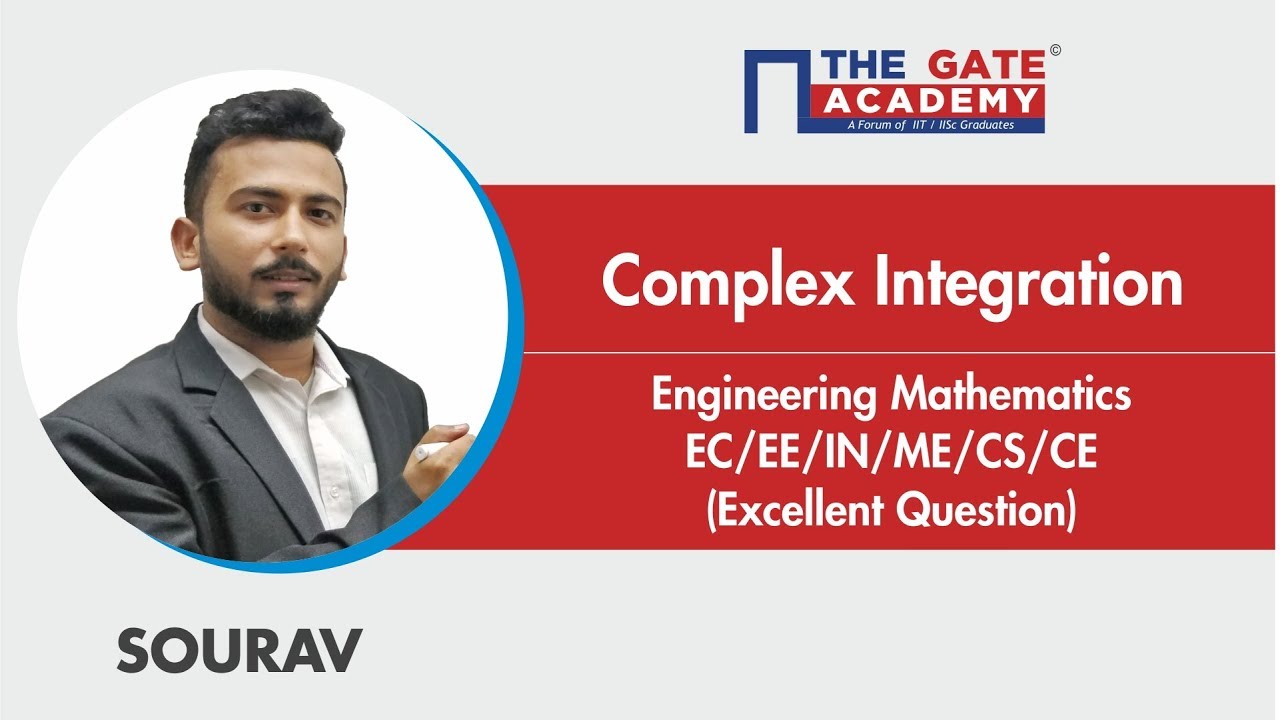 THE GATE ©
ACADEMY
A Forum of IIT / IISc Graduates
Complex Integration
Engineering Mathematics
EC/EE/IN/ME/CS/CE
(Excellent Question)
SOURAV